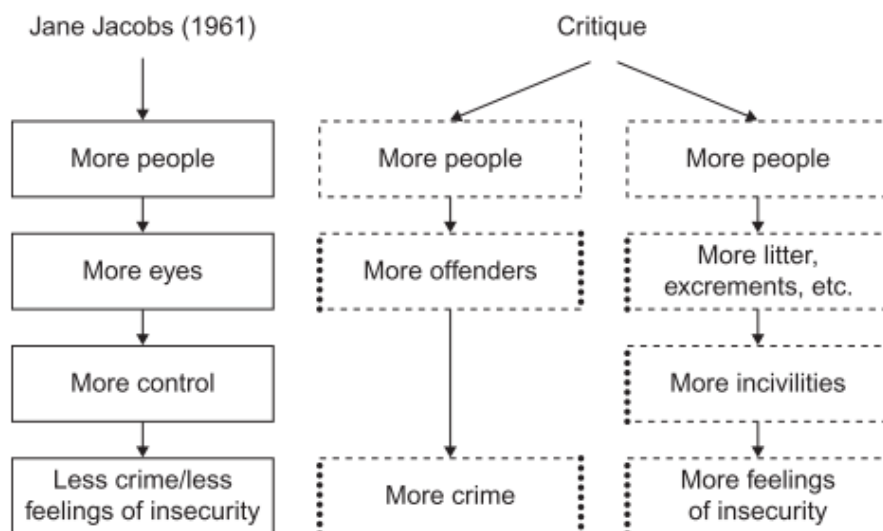 Jane Jacobs (1961)
Critique
More people
More people
More people
More eyes
More offenders
More litter,
excrements, etc.
More control
More incivilities
Less crime/less
feelings of insecurity
More crime
More feelings
of insecurity